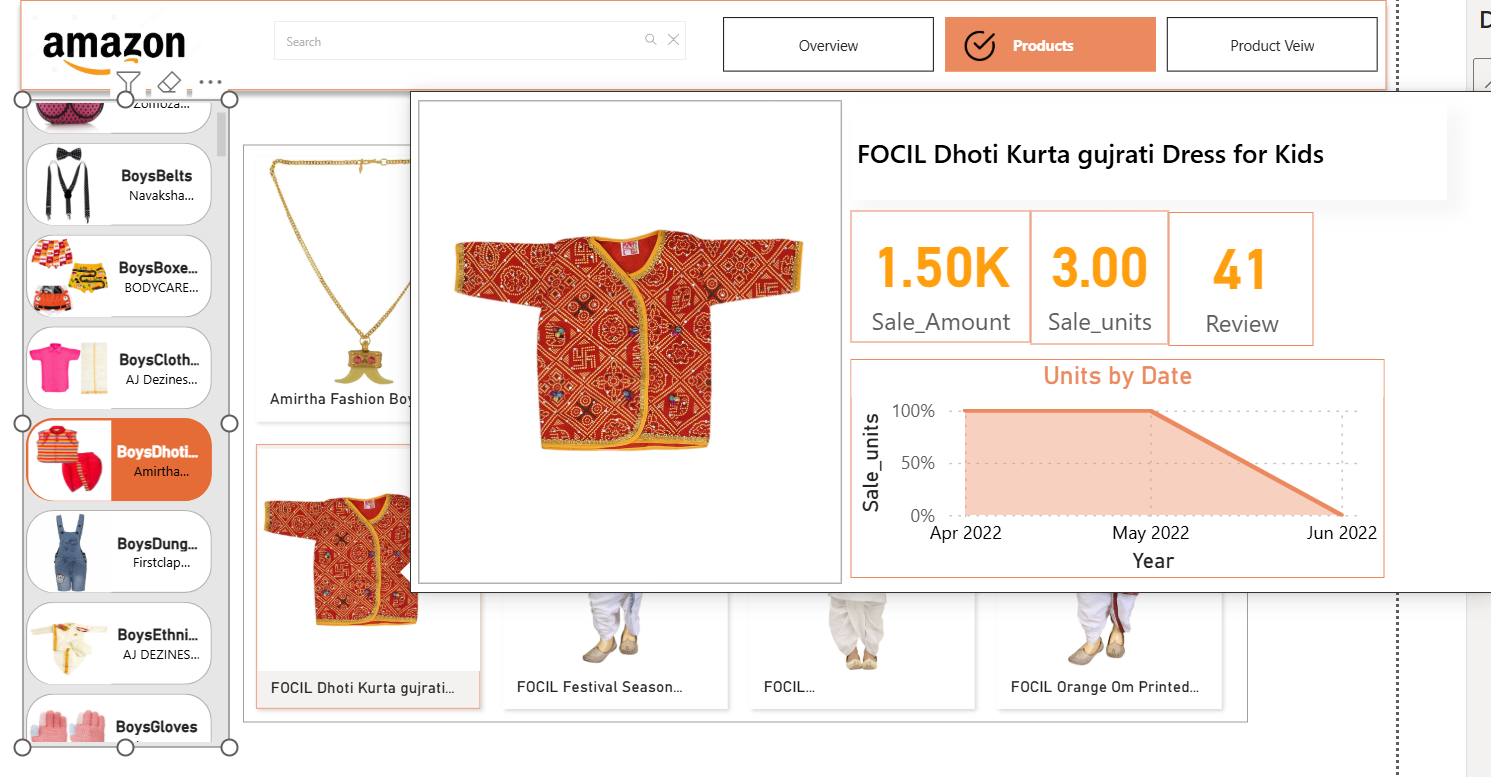 amazon
Search
Overview
Products
Product Veiw
D
Zomoza...
BoysBelts
Navaksha...
BoysBoxe...
BODYCARE...
BoysCloth...
AJ Dezines...
BoysDhoti...
Amirtha...
BoysDung...
Firstclap...
BoysEthni...
AJ DEZINES...
BoysGloves
Amirtha Fashion Boy
FOCIL Dhoti Kurta gujrati...
FOCIL Festival Season...
FOCIL...
FOCIL Orange Om Printed...
FOCIL Dhoti Kurta gujrati Dress for Kids
1.50K
Sale_Amount
3.00
Sale_units
41
Review
Units by Date
Sale_units
100%
50%
0%
Apr 2022
May 2022
Jun 2022
Year